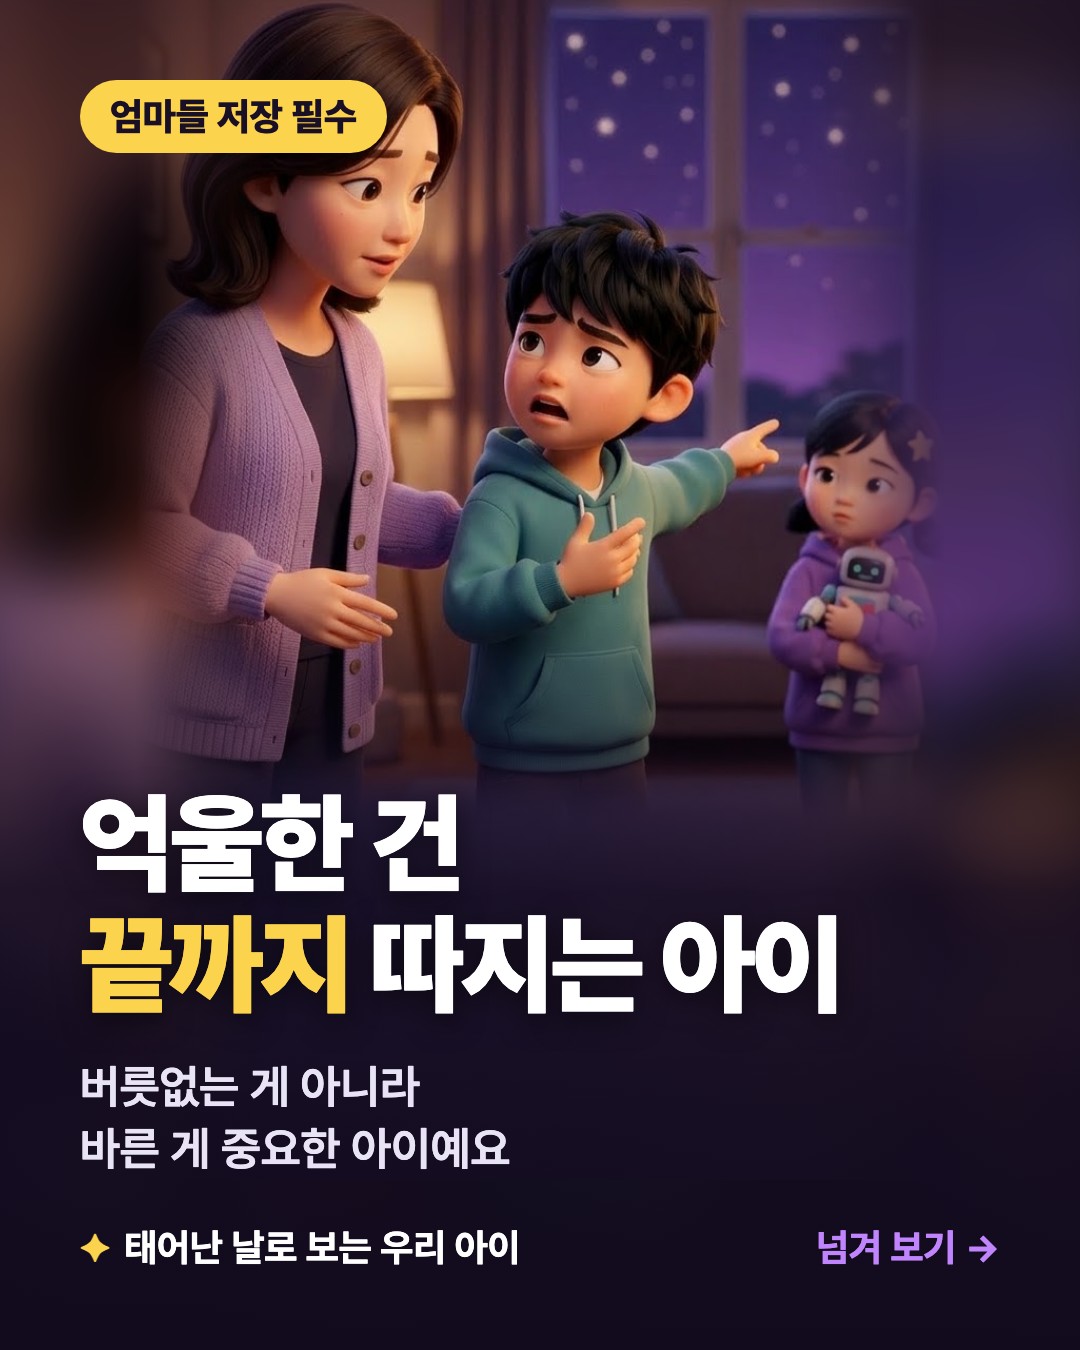 엄마들 저장 필수
억울한 건
끝까지 따지는 아이
버릇없는 게 아니라
바른 게 중요한 아이예요
✦ 태어난 날로 보는 우리 아이
넘겨 보기 →